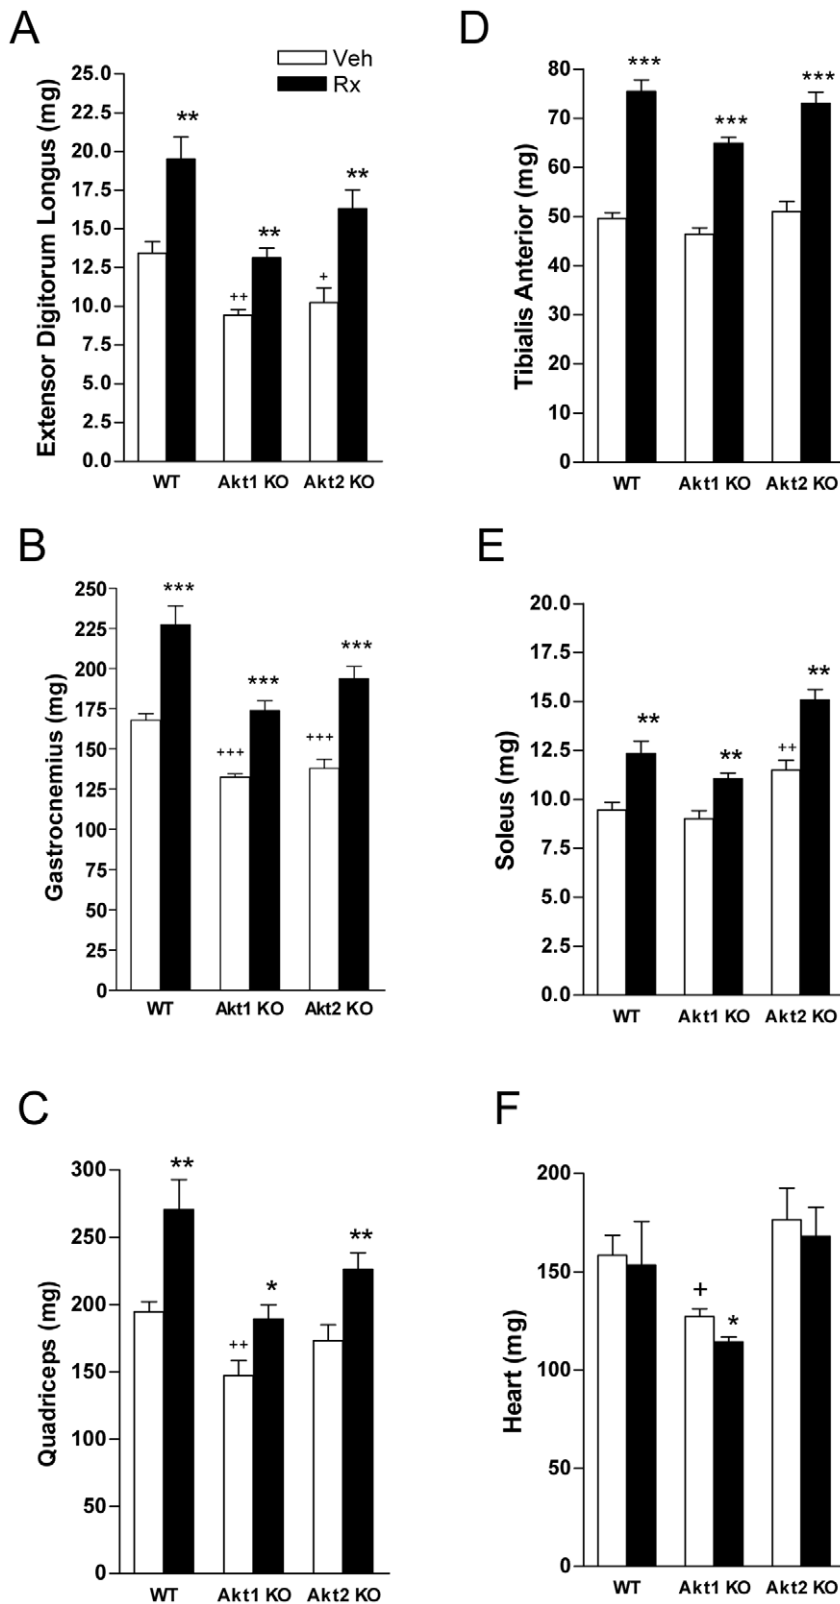 A
Veh
Rx
Extensor Digitorum Longus (mg)
25.0
22.5
20.0
17.5
15.0
12.5
10.0
7.5
5.0
2.5
0.0
**
++
**
+
**
WT
Akt1 KO
Akt2 KO
D
Tibialis Anterior (mg)
80
70
60
50
40
30
20
10
0
***
***
***
WT
Akt1 KO
Akt2 KO
B
Gastrocnemius (mg)
250
225
200
175
150
125
100
75
50
25
0
***
+++
***
+++
***
WT
Akt1 KO
Akt2 KO
E
Soleus (mg)
20.0
17.5
15.0
12.5
10.0
7.5
5.0
2.5
0.0
**
**
++
**
WT
Akt1 KO
Akt2 KO
C
Quadriceps (mg)
300
250
200
150
100
50
0
**
++
*
**
WT
Akt1 KO
Akt2 KO
F
Heart (mg)
200
150
100
50
0
+
*
WT
Akt1 KO
Akt2 KO